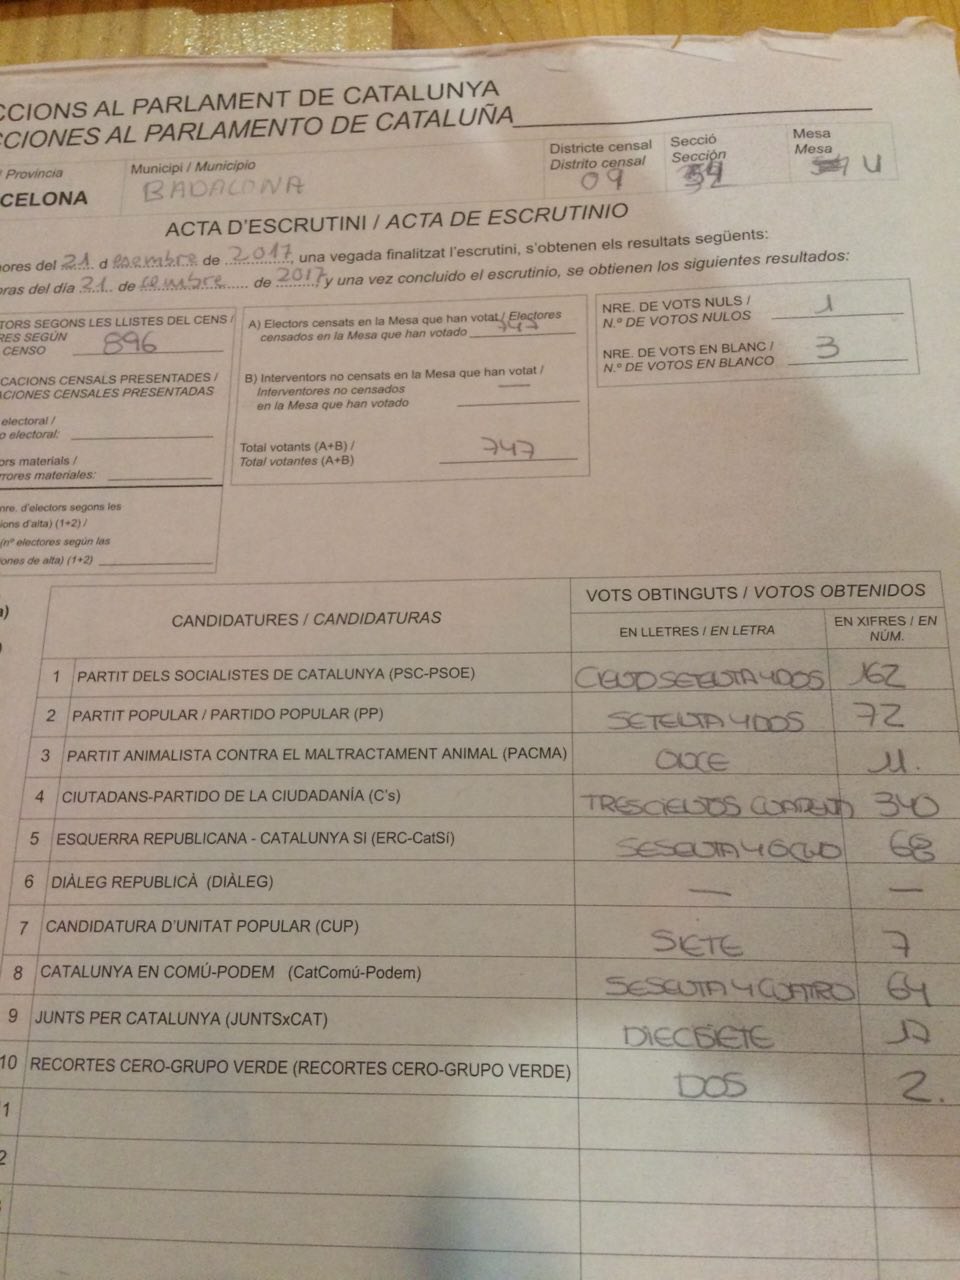 CCIONS AL PARLAMENT DE CATALUNYA
CCIONES AL PARLAMENTO DE CATALUÑA
/ Provincia
CELONA
Municipi / Municipio
BADALONA
Districte censal
Distrito censal
09
Secció
Sección
Mesa
Mesa
U
ACTA D'ESCRUTINI / ACTA DE ESCRUTINIO
ores del 21 d esembre de 2017, una vegada finalitzat l'escrutini, s'obtenen els resultats següents:
ras del día 21 de de 2017 y una vez concluido el escrutinio, se obtienen los siguientes resultados:
TORS SEGONS LES LLISTES DEL CENS /
RES SEGÚN
CENSO 896
CACIONS CENSALS PRESENTADES /
ACIONES CENSALES PRESENTADAS
electoral /
o electoral:
ors materials /
rrores materiales:
nre. d'electors segons les
ions d'alta) (1+2) /
(nº electores según las
iones de alta) (1+2)
A) Electors censats en la Mesa que han votat / Electores
censados en la Mesa que han votado 747
B) Interventors no censats en la Mesa que han votat /
Interventores no censados
en la Mesa que han votado —
Total votants (A+B) /
Total votantes (A+B) 747
NRE. DE VOTS NULS /
N.º DE VOTOS NULOS 1
NRE. DE VOTS EN BLANC /
N.º DE VOTOS EN BLANCO 3
CANDIDATURES / CANDIDATURAS
VOTS OBTINGUTS / VOTOS OBTENIDOS
EN LLETRES / EN LETRA
EN XIFRES / EN
NÚM.
1 PARTIT DELS SOCIALISTES DE CATALUNYA (PSC-PSOE) 162
2 PARTIT POPULAR / PARTIDO POPULAR (PP) SETENTA Y DOS 72
3 PARTIT ANIMALISTA CONTRA EL MALTRACTAMENT ANIMAL (PACMA) ONCE 11.
4 CIUTADANS-PARTIDO DE LA CIUDADANÍA (C's) TRESCIENTOS CUARENTA 340
5 ESQUERRA REPUBLICANA - CATALUNYA SI (ERC-CatSí) SESENTA Y OCHO 68
6 DIÀLEG REPUBLICÀ (DIÀLEG) — —
7 CANDIDATURA D'UNITAT POPULAR (CUP) SIETE 7
8 CATALUNYA EN COMÚ-PODEM (CatComú-Podem) SESENTA Y CUATRO 64
9 JUNTS PER CATALUNYA (JUNTSxCAT) DIECISIETE 17
10 RECORTES CERO-GRUPO VERDE (RECORTES CERO-GRUPO VERDE) DOS 2.
1
2